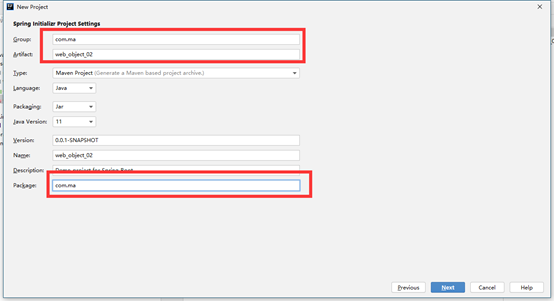 New Project
Spring Initializr Project Settings
Group: com.ma
Artifact: web_object_02
Type: Maven Project (Generate a Maven based project archive.)
Language: Java
Packaging: Jar
Java Version: 11
Version: 0.0.1-SNAPSHOT
Name: web_object_02
Description: Demo project for Spring Boot
Package: com.ma
Previous Next Cancel Help